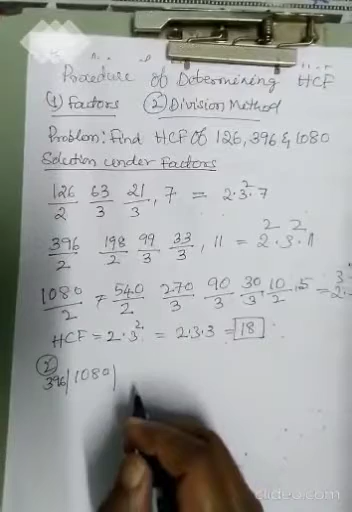 Procedure of Determining HCF
(1) Factors (2) Division Method
Problem: Find HCF of 126, 396 & 1080
Solution under Factors
126/2 63/3 21/3, 7 = 2·3²·7
396/2 198/2 99/3 33/3, 11 = 2²·3²·11
1080/2 = 540/2 270/3 90/3 30/3, 10/2, 5 = 2³·
HCF = 2·3² = 2·3·3 = 18
(2)
396|1080|
clideo.com